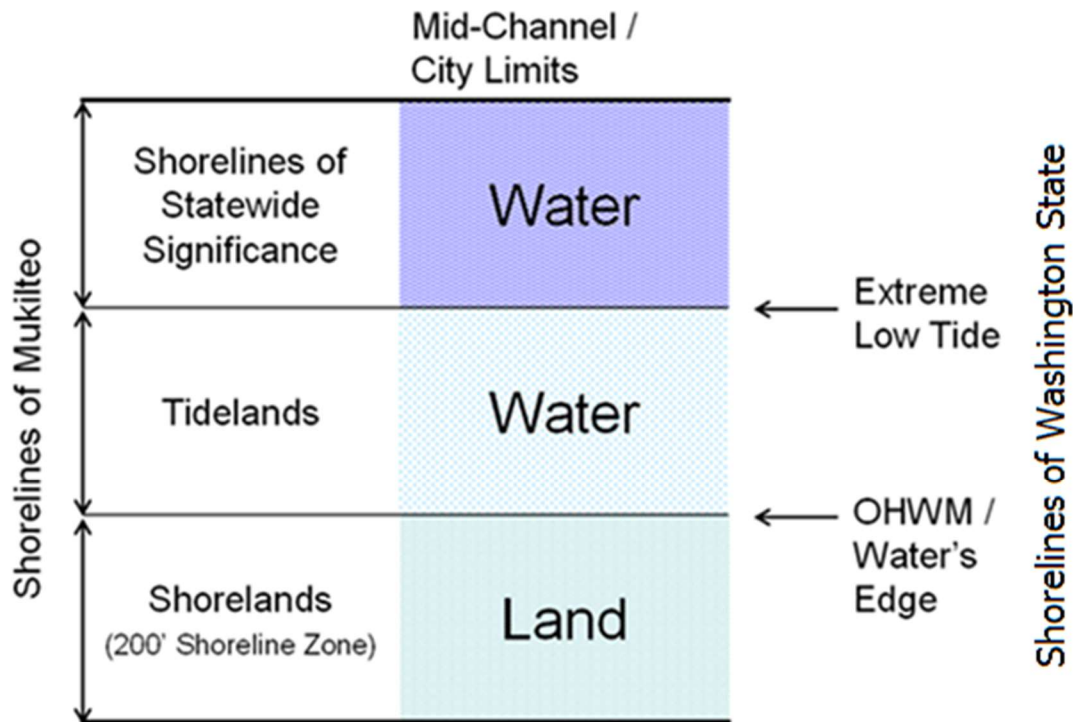 Mid-Channel /
City Limits
Shorelines of
Statewide
Significance
Water
Extreme
Low Tide
Tidelands
Water
OHWM /
Water's
Edge
Shorelands
(200' Shoreline Zone)
Land
Shorelines of Mukilteo
Shorelines of Washington State